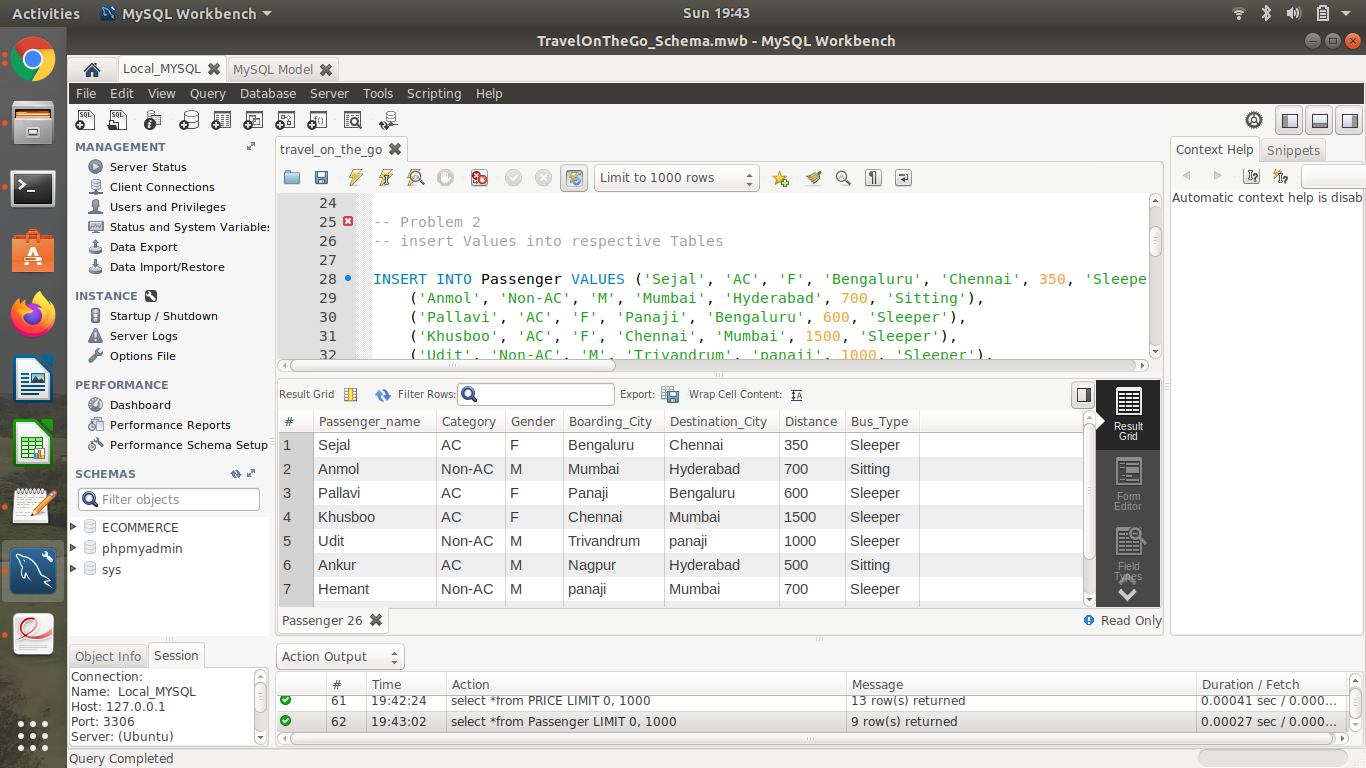 Activities MySQL Workbench Sun 19:43
TravelOnTheGo_Schema.mwb - MySQL Workbench
Local_MYSQL MySQL Model
File Edit View Query Database Server Tools Scripting Help
MANAGEMENT
Server Status
Client Connections
Users and Privileges
Status and System Variables
Data Export
Data Import/Restore
INSTANCE
Startup / Shutdown
Server Logs
Options File
PERFORMANCE
Dashboard
Performance Reports
Performance Schema Setup
SCHEMAS
Filter objects
ECOMMERCE
phpmyadmin
sys
Object Info Session
Connection:
Name: Local_MYSQL
Host: 127.0.0.1
Port: 3306
Server: (Ubuntu)
Query Completed
travel_on_the_go
Limit to 1000 rows
24
25 -- Problem 2
26 -- insert Values into respective Tables
27
28 INSERT INTO Passenger VALUES ('Sejal', 'AC', 'F', 'Bengaluru', 'Chennai', 350, 'Sleepe
29 ('Anmol', 'Non-AC', 'M', 'Mumbai', 'Hyderabad', 700, 'Sitting'),
30 ('Pallavi', 'AC', 'F', 'Panaji', 'Bengaluru', 600, 'Sleeper'),
31 ('Khusboo', 'AC', 'F', 'Chennai', 'Mumbai', 1500, 'Sleeper'),
32 ('Udit', 'Non-AC', 'M', 'Trivandrum', 'panaji', 1000, 'Sleeper'),
Result Grid Filter Rows: Export: Wrap Cell Content:
# Passenger_name Category Gender Boarding_City Destination_City Distance Bus_Type
1 Sejal AC F Bengaluru Chennai 350 Sleeper
2 Anmol Non-AC M Mumbai Hyderabad 700 Sitting
3 Pallavi AC F Panaji Bengaluru 600 Sleeper
4 Khusboo AC F Chennai Mumbai 1500 Sleeper
5 Udit Non-AC M Trivandrum panaji 1000 Sleeper
6 Ankur AC M Nagpur Hyderabad 500 Sitting
7 Hemant Non-AC M panaji Mumbai 700 Sleeper
Result
Grid
Form
Editor
Field
Types
Passenger 26 Read Only
Action Output
# Time Action Message Duration / Fetch
61 19:42:24 select *from PRICE LIMIT 0, 1000 13 row(s) returned 0.00041 sec / 0.000...
62 19:43:02 select *from Passenger LIMIT 0, 1000 9 row(s) returned 0.00027 sec / 0.000...
Context Help Snippets
Automatic context help is disab